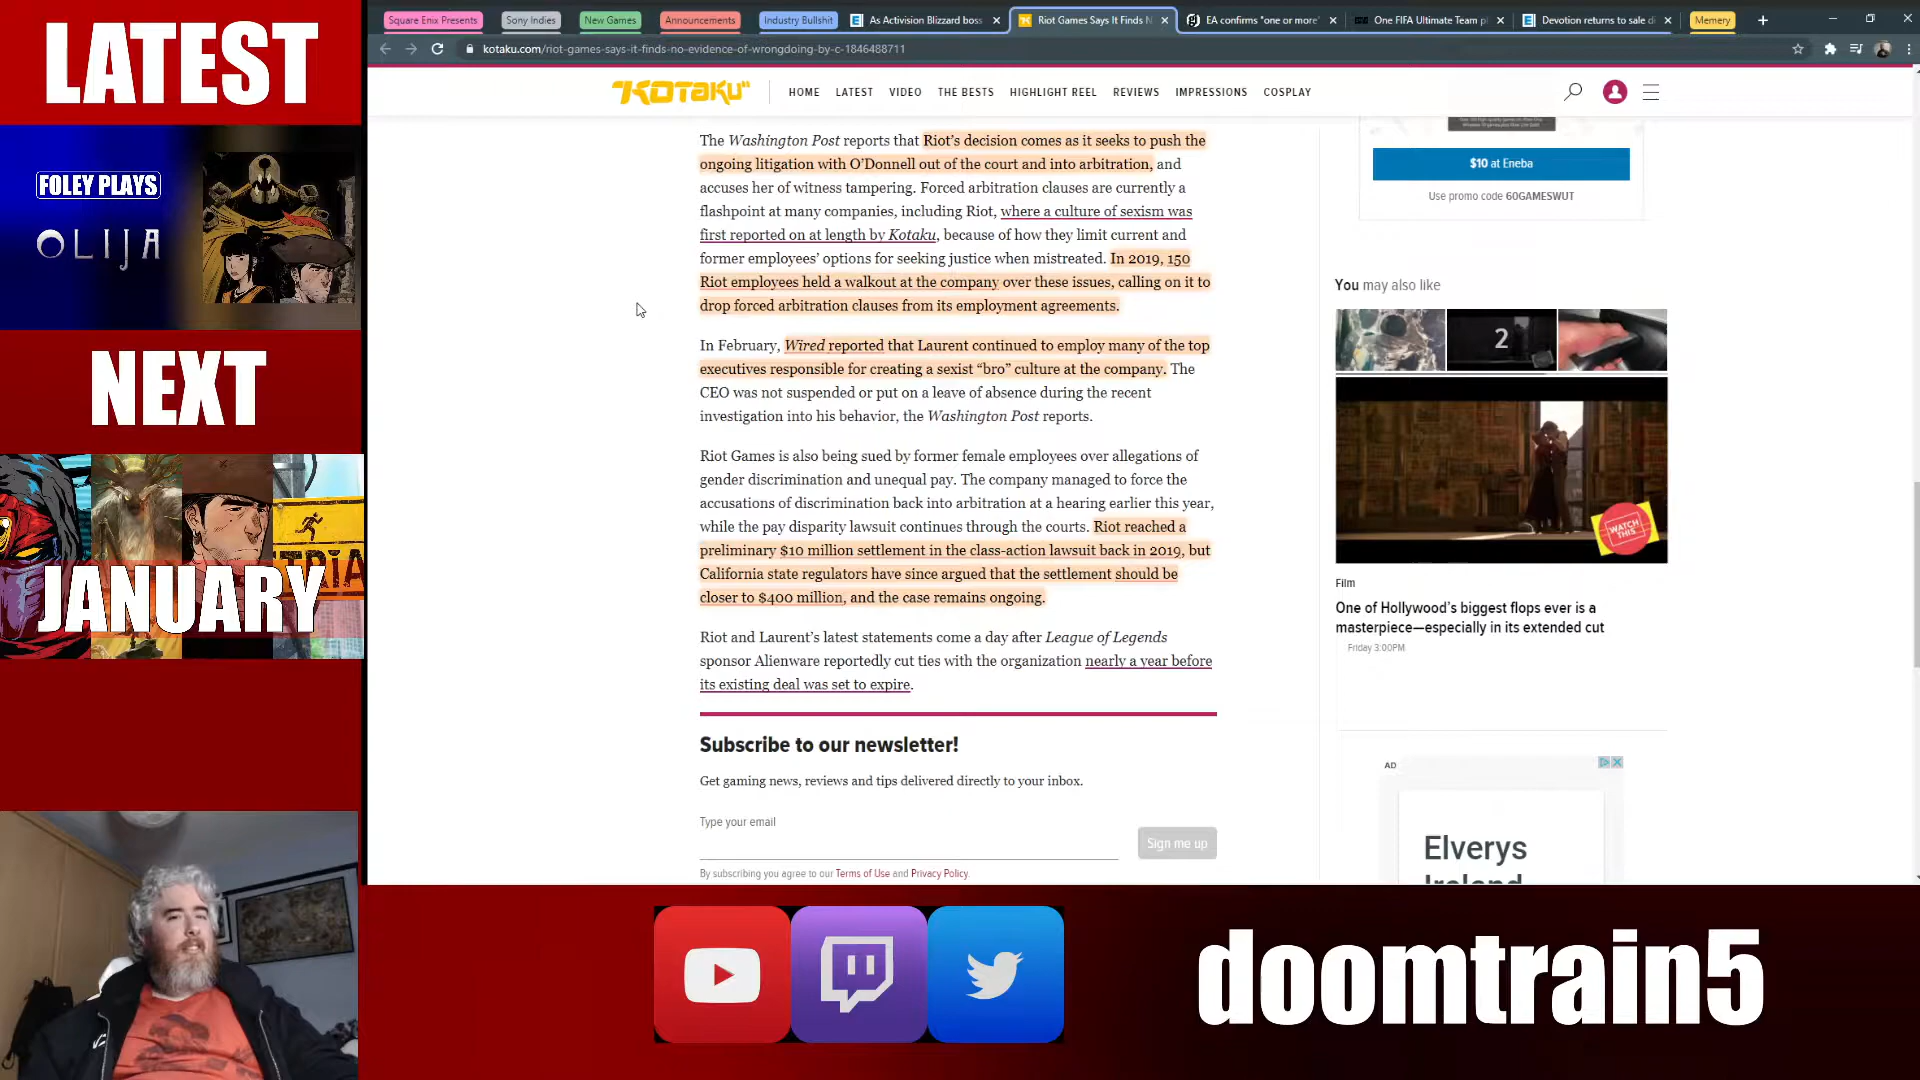 LATEST
FOLEY PLAYS
OLIJA
NEXT
JANUARY
Square Enix Presents
Sony Indies
New Games
Announcements
Industry Bullshit
As Activision Blizzard boss
Riot Games Says It Finds N
EA confirms "one or more"
One FIFA Ultimate Team pl
Devotion returns to sale di
Memery
kotaku.com/riot-games-says-it-finds-no-evidence-of-wrongdoing-by-c-1846488711
KOTAKU
HOME LATEST VIDEO THE BESTS HIGHLIGHT REEL REVIEWS IMPRESSIONS COSPLAY
The Washington Post reports that Riot's decision comes as it seeks to push the
ongoing litigation with O'Donnell out of the court and into arbitration, and
accuses her of witness tampering. Forced arbitration clauses are currently a
flashpoint at many companies, including Riot, where a culture of sexism was
first reported on at length by Kotaku, because of how they limit current and
former employees' options for seeking justice when mistreated. In 2019, 150
Riot employees held a walkout at the company over these issues, calling on it to
drop forced arbitration clauses from its employment agreements.
In February, Wired reported that Laurent continued to employ many of the top
executives responsible for creating a sexist "bro" culture at the company. The
CEO was not suspended or put on a leave of absence during the recent
investigation into his behavior, the Washington Post reports.
Riot Games is also being sued by former female employees over allegations of
gender discrimination and unequal pay. The company managed to force the
accusations of discrimination back into arbitration at a hearing earlier this year,
while the pay disparity lawsuit continues through the courts. Riot reached a
preliminary $10 million settlement in the class-action lawsuit back in 2019, but
California state regulators have since argued that the settlement should be
closer to $400 million, and the case remains ongoing.
Riot and Laurent's latest statements come a day after League of Legends
sponsor Alienware reportedly cut ties with the organization nearly a year before
its existing deal was set to expire.
Subscribe to our newsletter!
Get gaming news, reviews and tips delivered directly to your inbox.
Type your email
Sign me up
By subscribing you agree to our Terms of Use and Privacy Policy.
$10 at Eneba
Use promo code 60GAMESWUT
You may also like
2
WATCH
THIS
Film
One of Hollywood's biggest flops ever is a
masterpiece—especially in its extended cut
Friday 3:00PM
AD
Elverys
Ireland
doomtrain5